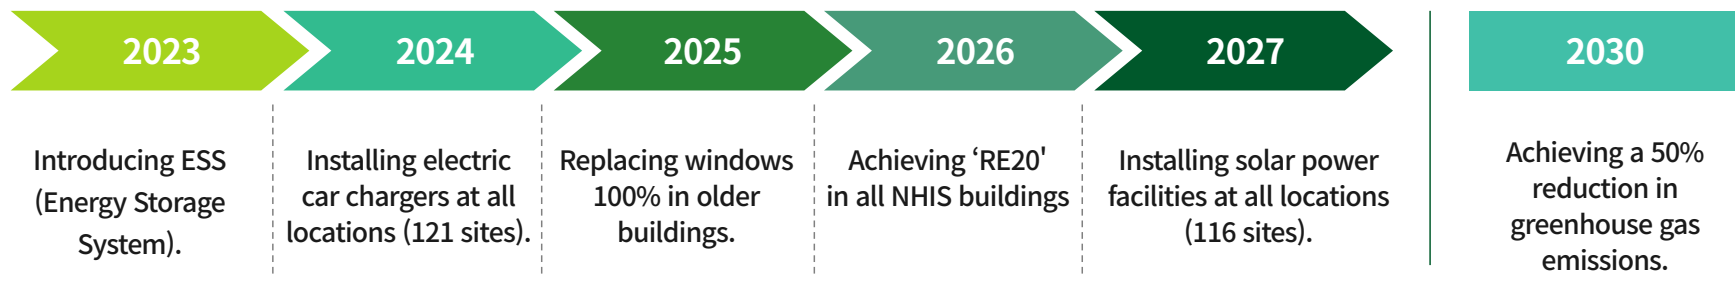 2023
2024
2025
2026
2027
2030
Introducing ESS
(Energy Storage
System).
Installing electric
car chargers at all
locations (121 sites).
Replacing windows
100% in older
buildings.
Achieving ‘RE20'
in all NHIS buildings
Installing solar power
facilities at all locations
(116 sites).
Achieving a 50%
reduction in
greenhouse gas
emissions.